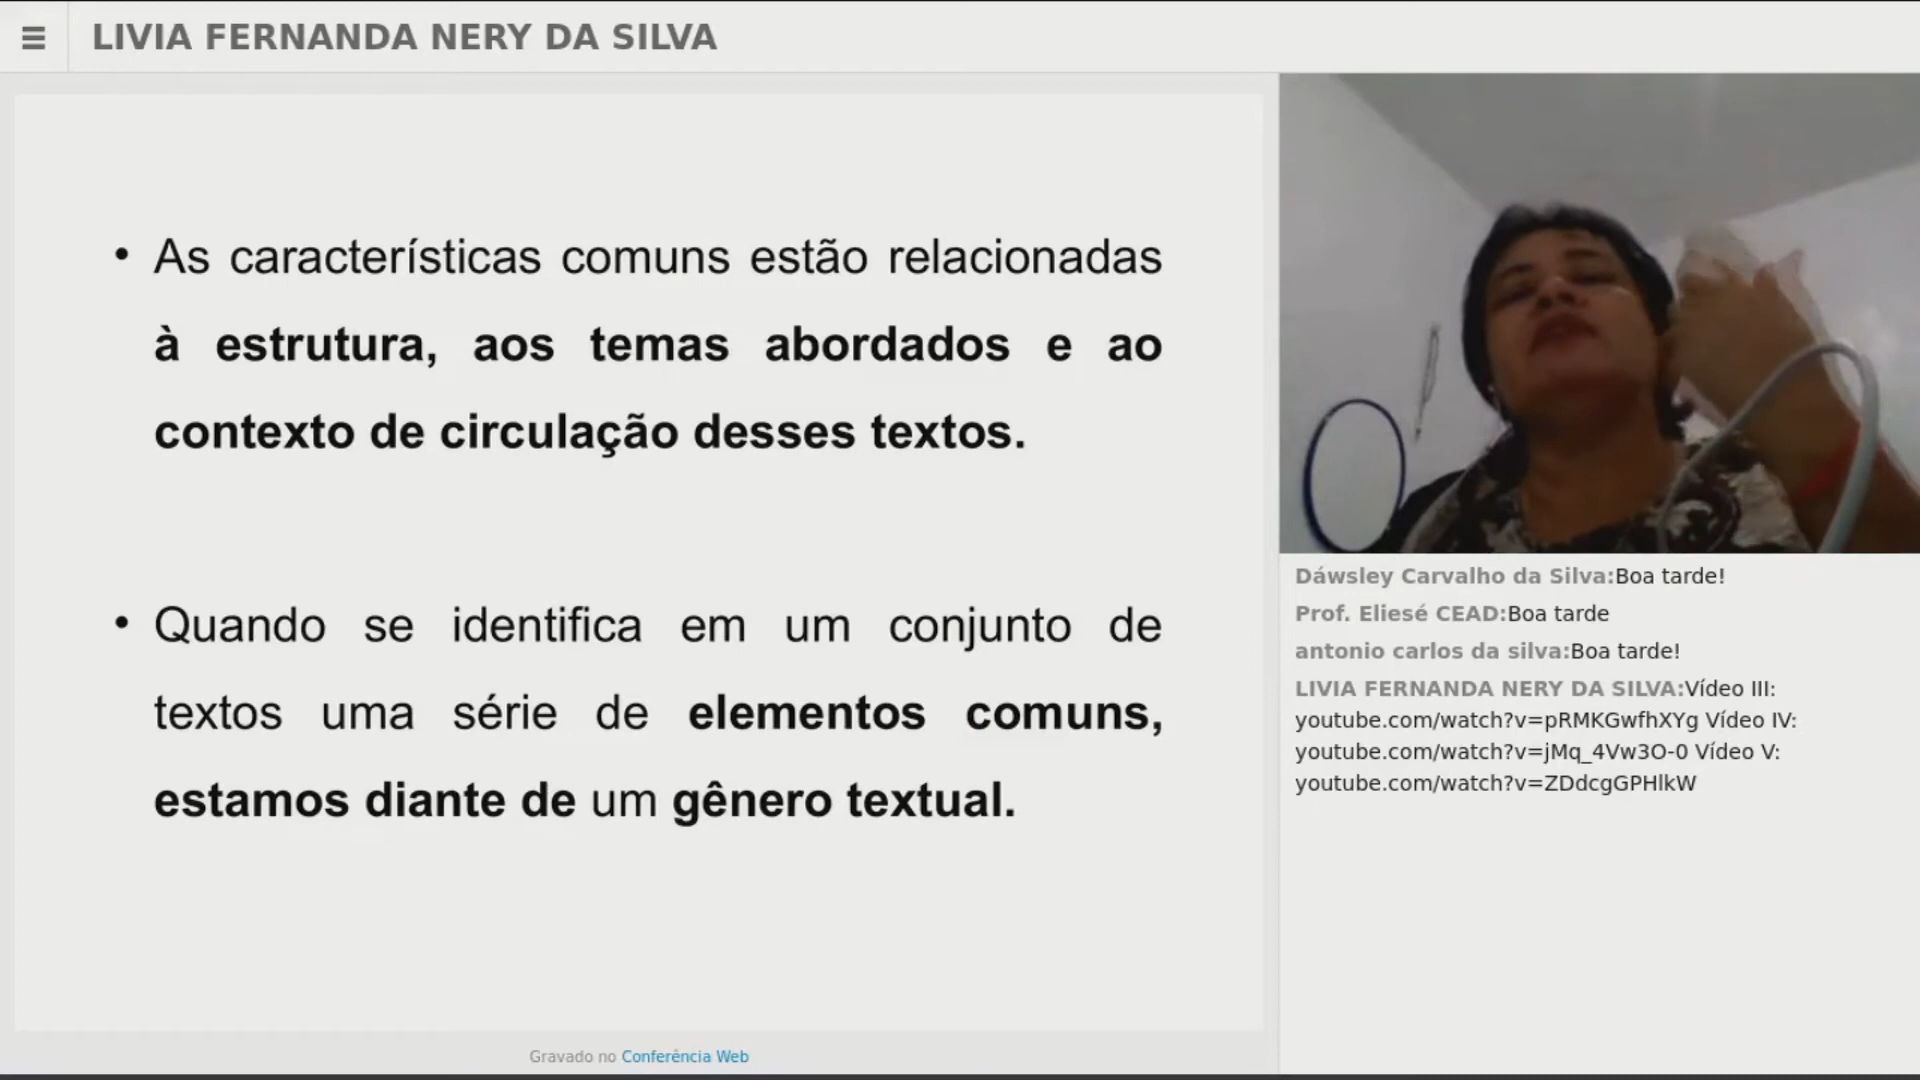 LIVIA FERNANDA NERY DA SILVA
• As características comuns estão relacionadas
à estrutura, aos temas abordados e ao
contexto de circulação desses textos.
• Quando se identifica em um conjunto de
textos uma série de elementos comuns,
estamos diante de um gênero textual.
Gravado no Conferência Web
Dáwsley Carvalho da Silva:Boa tarde!
Prof. Eliesé CEAD:Boa tarde
antonio carlos da silva:Boa tarde!
LIVIA FERNANDA NERY DA SILVA:Vídeo III:
youtube.com/watch?v=pRMKGwfhXYg Vídeo IV:
youtube.com/watch?v=jMq_4Vw3O-0 Vídeo V:
youtube.com/watch?v=ZDdcgGPHlkW